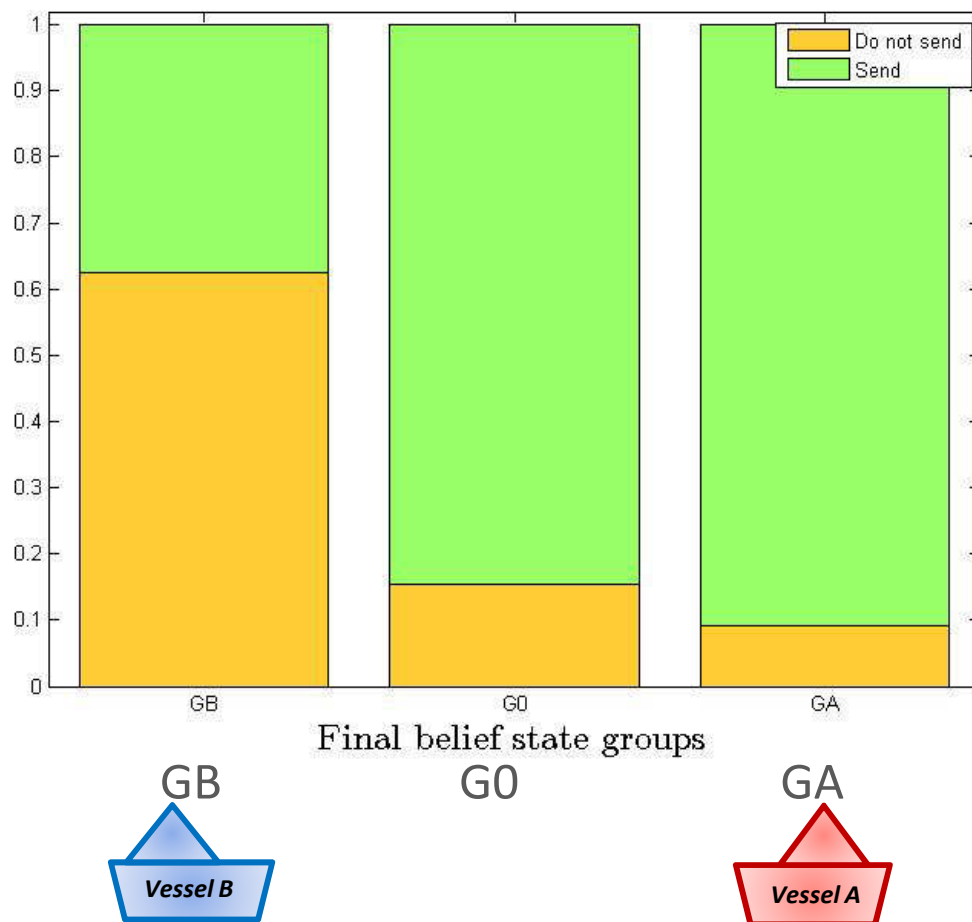 1
Do not send
Send
0.9
0.8
0.7
0.6
0.5
0.4
0.3
0.2
0.1
0
GB G0 GA
Final belief state groups
GB G0 GA
Vessel B Vessel A